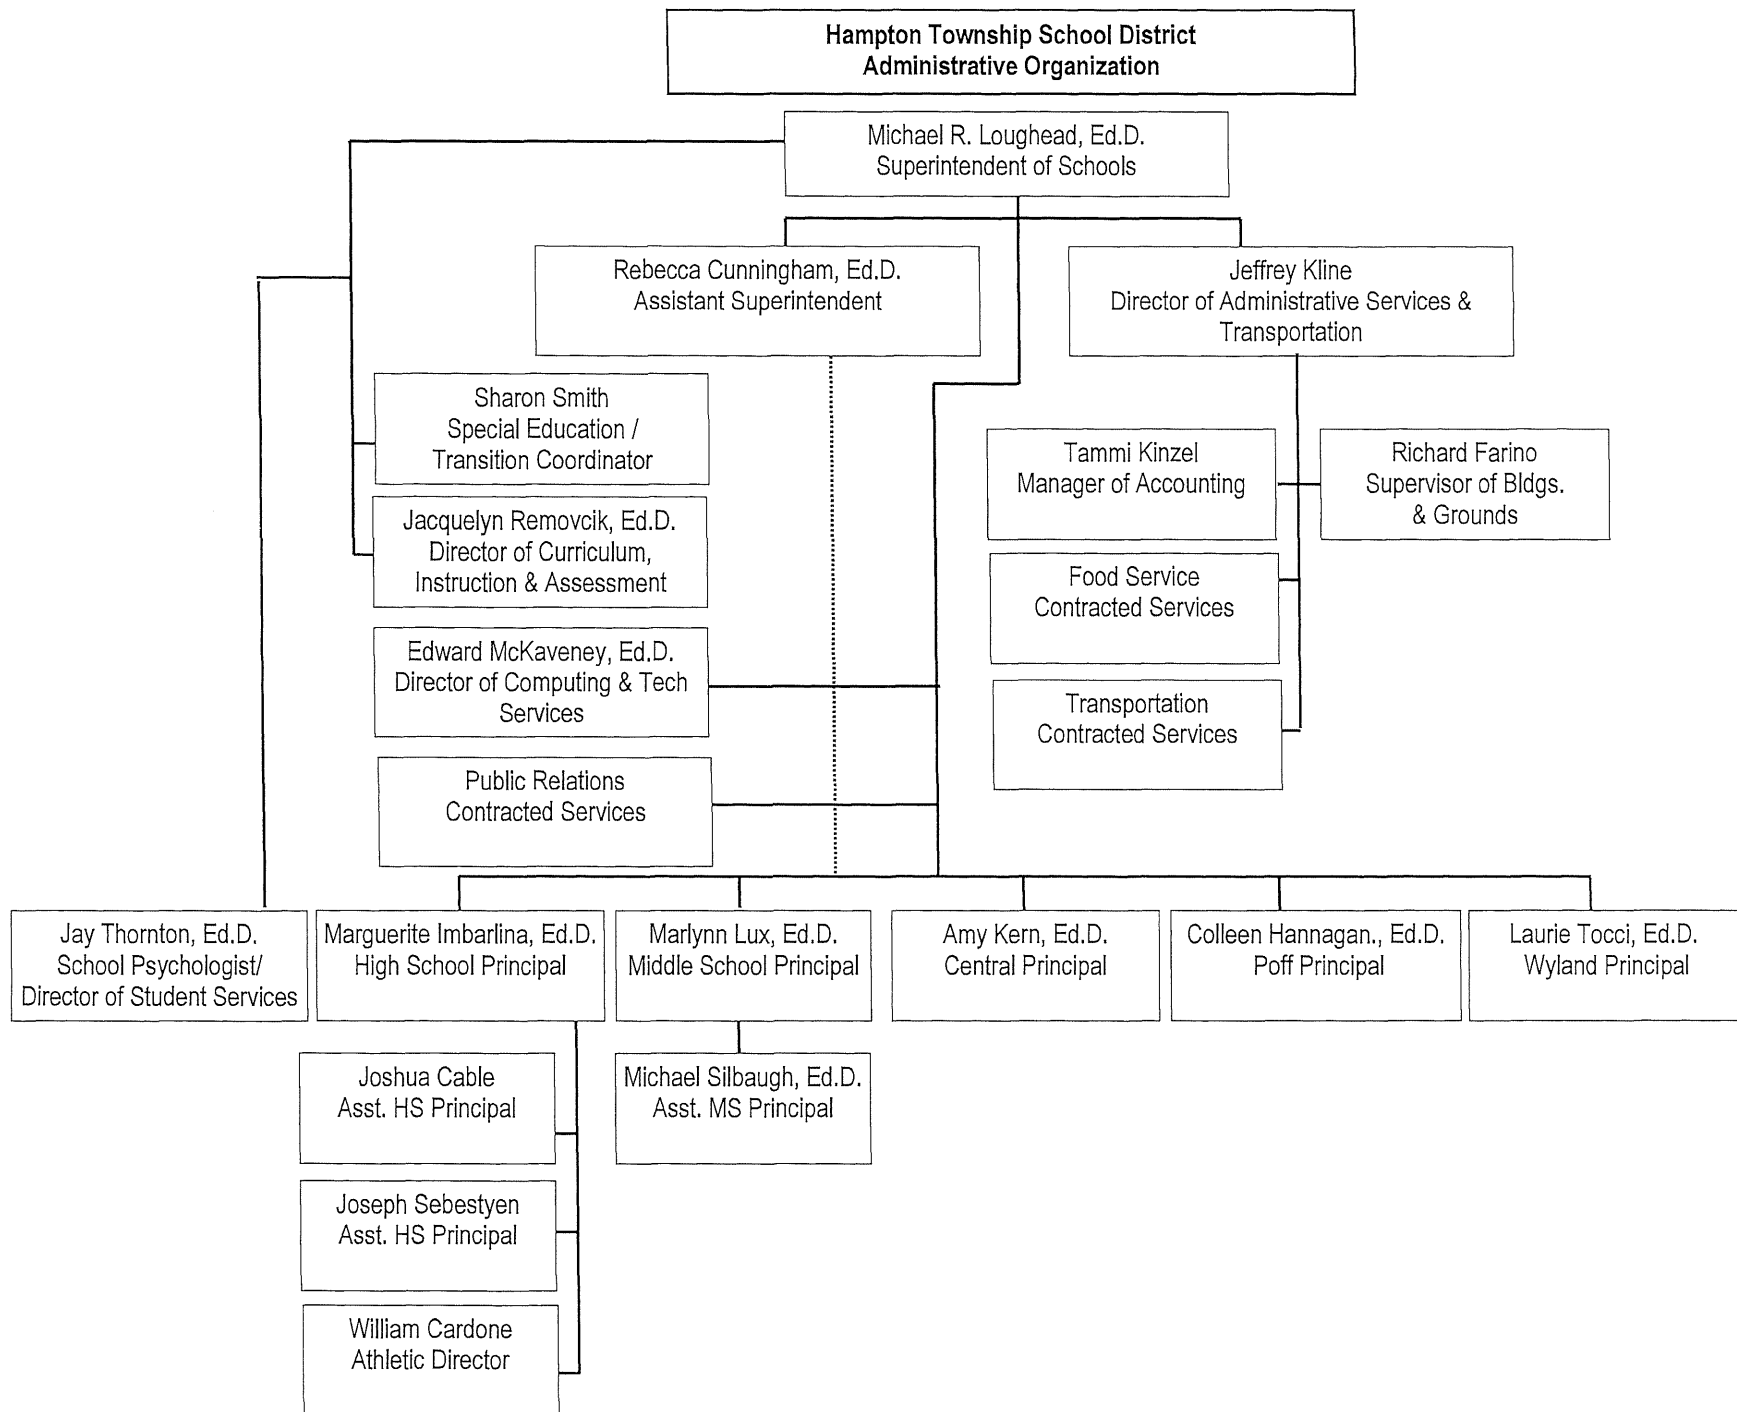 Hampton Township School District
Administrative Organization
Michael R. Loughead, Ed.D.
Superintendent of Schools
Rebecca Cunningham, Ed.D.
Assistant Superintendent
Jeffrey Kline
Director of Administrative Services &
Transportation
Sharon Smith
Special Education /
Transition Coordinator
Jacquelyn Removcik, Ed.D.
Director of Curriculum,
Instruction & Assessment
Edward McKaveney, Ed.D.
Director of Computing & Tech
Services
Public Relations
Contracted Services
Tammi Kinzel
Manager of Accounting
Richard Farino
Supervisor of Bldgs.
& Grounds
Food Service
Contracted Services
Transportation
Contracted Services
Jay Thornton, Ed.D.
School Psychologist/
Director of Student Services
Marguerite Imbarlina, Ed.D.
High School Principal
Marlynn Lux, Ed.D.
Middle School Principal
Amy Kern, Ed.D.
Central Principal
Colleen Hannagan., Ed.D.
Poff Principal
Laurie Tocci, Ed.D.
Wyland Principal
Joshua Cable
Asst. HS Principal
Michael Silbaugh, Ed.D.
Asst. MS Principal
Joseph Sebestyen
Asst. HS Principal
William Cardone
Athletic Director